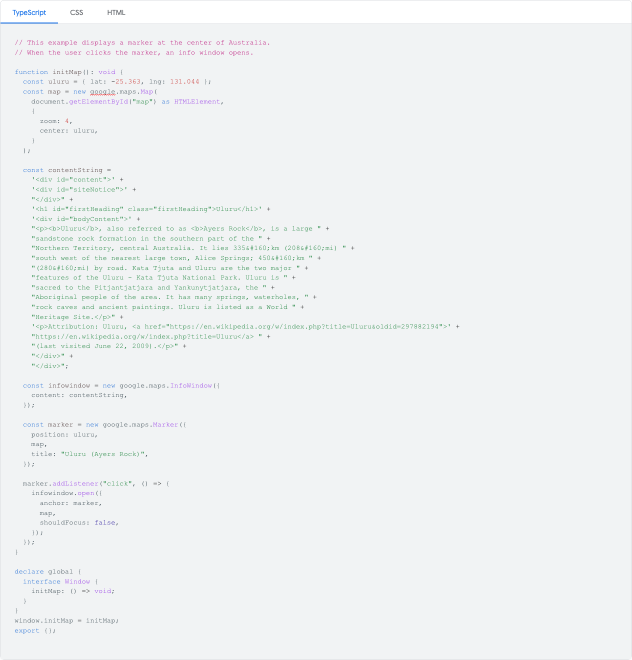 TypeScript CSS HTML
// This example displays a marker at the center of Australia.
// When the user clicks the marker, an info window opens.
function initMap(): void {
  const uluru = { lat: -25.363, lng: 131.044 };
  const map = new google.maps.Map(
    document.getElementById("map") as HTMLElement,
    {
      zoom: 4,
      center: uluru,
    }
  );
  const contentString =
    '<div id="content">' +
    '<div id="siteNotice">' +
    "</div>" +
    '<h1 id="firstHeading" class="firstHeading">Uluru</h1>' +
    '<div id="bodyContent">' +
    "<p><b>Uluru</b>, also referred to as <b>Ayers Rock</b>, is a large " +
    "sandstone rock formation in the southern part of the " +
    "Northern Territory, central Australia. It lies 335&#160;km (208&#160;mi) " +
    "south west of the nearest large town, Alice Springs; 450&#160;km " +
    "(280&#160;mi) by road. Kata Tjuta and Uluru are the two major " +
    "features of the Uluru - Kata Tjuta National Park. Uluru is " +
    "sacred to the Pitjantjatjara and Yankunytjatjara, the " +
    "Aboriginal people of the area. It has many springs, waterholes, " +
    "rock caves and ancient paintings. Uluru is listed as a World " +
    "Heritage Site.</p>" +
    '<p>Attribution: Uluru, <a href="https://en.wikipedia.org/w/index.php?title=Uluru&oldid=297882194">' +
    "https://en.wikipedia.org/w/index.php?title=Uluru</a> " +
    "(last visited June 22, 2009).</p>" +
    "</div>" +
    "</div>";
  const infowindow = new google.maps.InfoWindow({
    content: contentString,
  });
  const marker = new google.maps.Marker({
    position: uluru,
    map,
    title: "Uluru (Ayers Rock)",
  });
  marker.addListener("click", () => {
    infowindow.open({
      anchor: marker,
      map,
      shouldFocus: false,
    });
  });
}
declare global {
  interface Window {
    initMap: () => void;
  }
}
window.initMap = initMap;
export {};